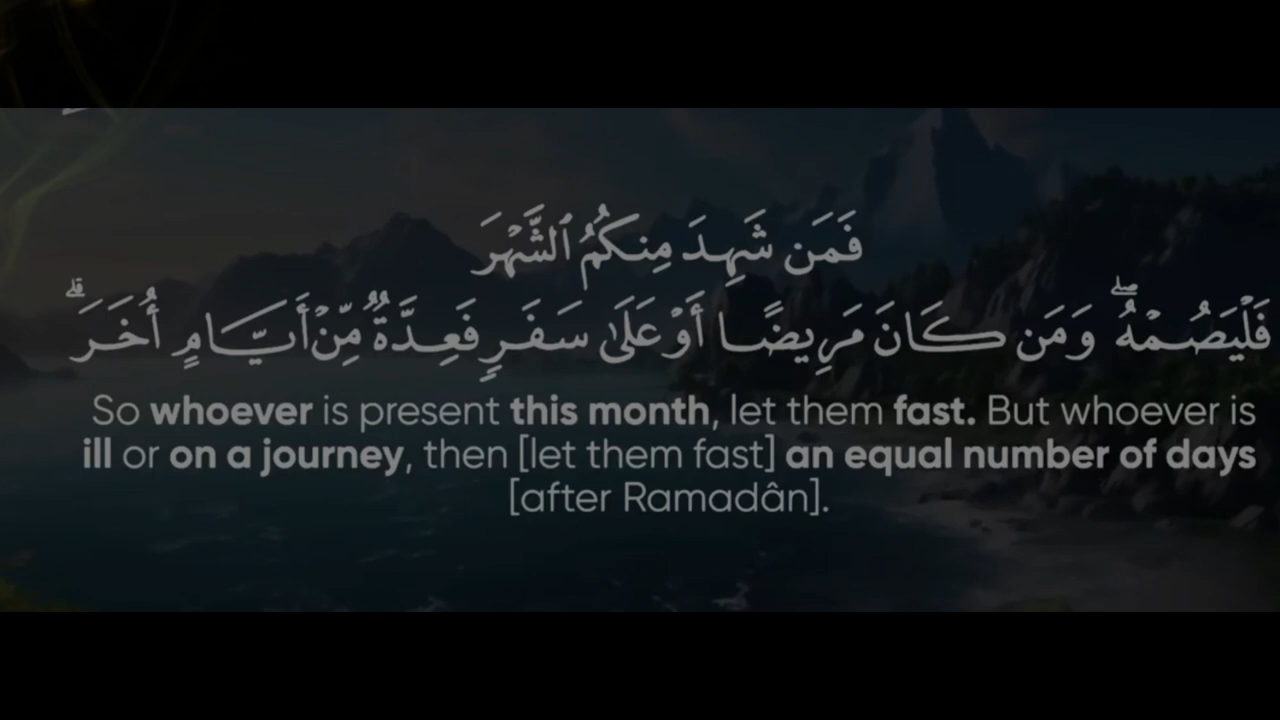 فَمَن شَهِدَ مِنكُمُ ٱلشَّهْرَ
فَلْيَصُمْهُ ۖ وَمَن كَانَ مَرِيضًا أَوْ عَلَىٰ سَفَرٍ فَعِدَّةٌ مِّنْ أَيَّامٍ أُخَرَ ۗ
So whoever is present this month, let them fast. But whoever is
ill or on a journey, then [let them fast] an equal number of days
[after Ramadân].